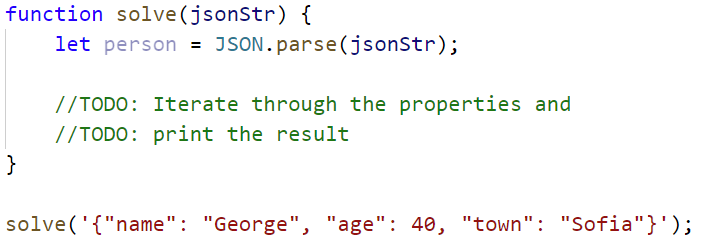 function solve(jsonStr) {
    let person = JSON.parse(jsonStr);
    //TODO: Iterate through the properties and
    //TODO: print the result
}
solve('{"name": "George", "age": 40, "town": "Sofia"}');